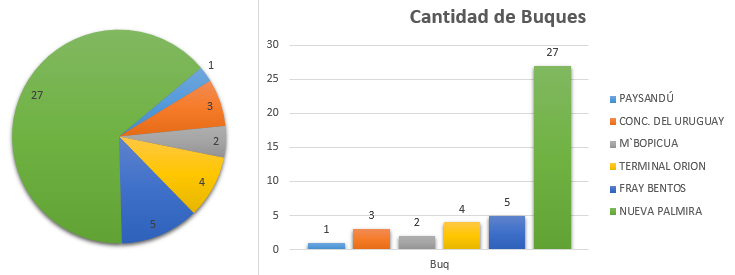 1
3
2
4
5
27
Cantidad de Buques
30
25
20
15
10
5
0
1
3
2
4
5
27
Buq
PAYSANDÚ
CONC. DEL URUGUAY
M`BOPICUA
TERMINAL ORION
FRAY BENTOS
NUEVA PALMIRA